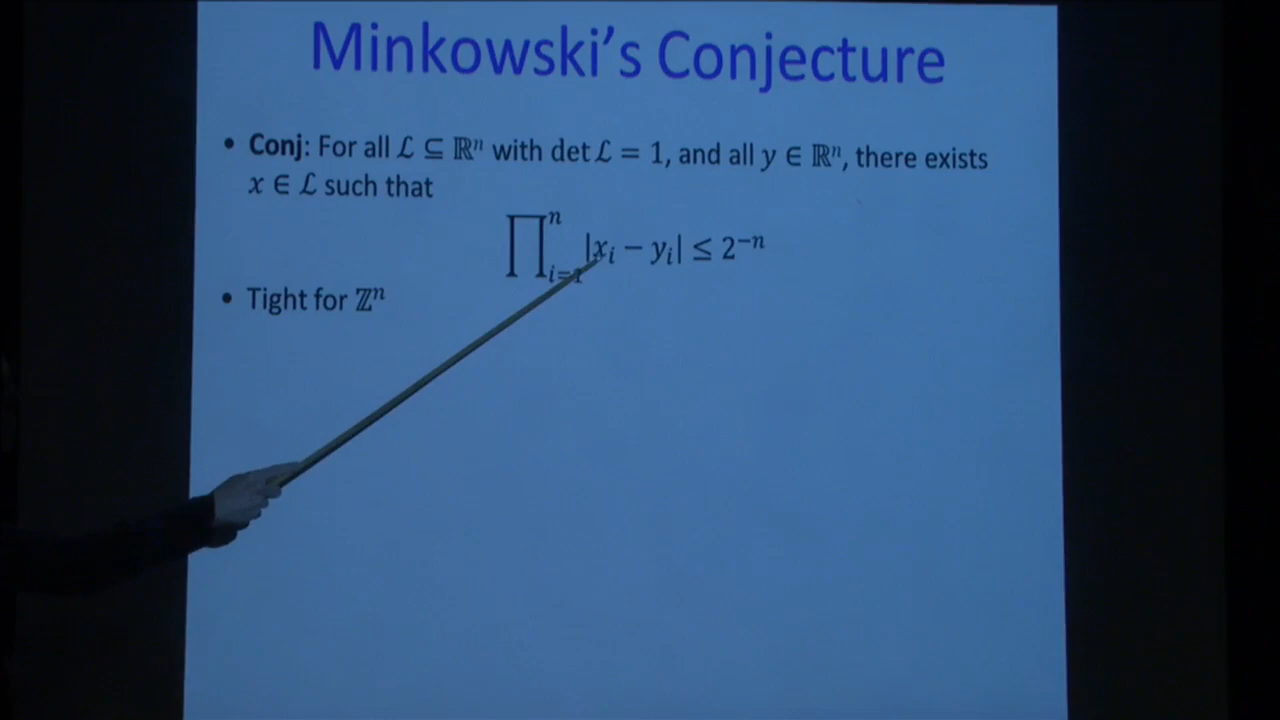 Minkowski's Conjecture
• Conj: For all ℒ ⊆ ℝⁿ with det ℒ = 1, and all y ∈ ℝⁿ, there exists
x ∈ ℒ such that
∏ⁿᵢ₌₁ |xᵢ − yᵢ| ≤ 2⁻ⁿ
• Tight for ℤⁿ